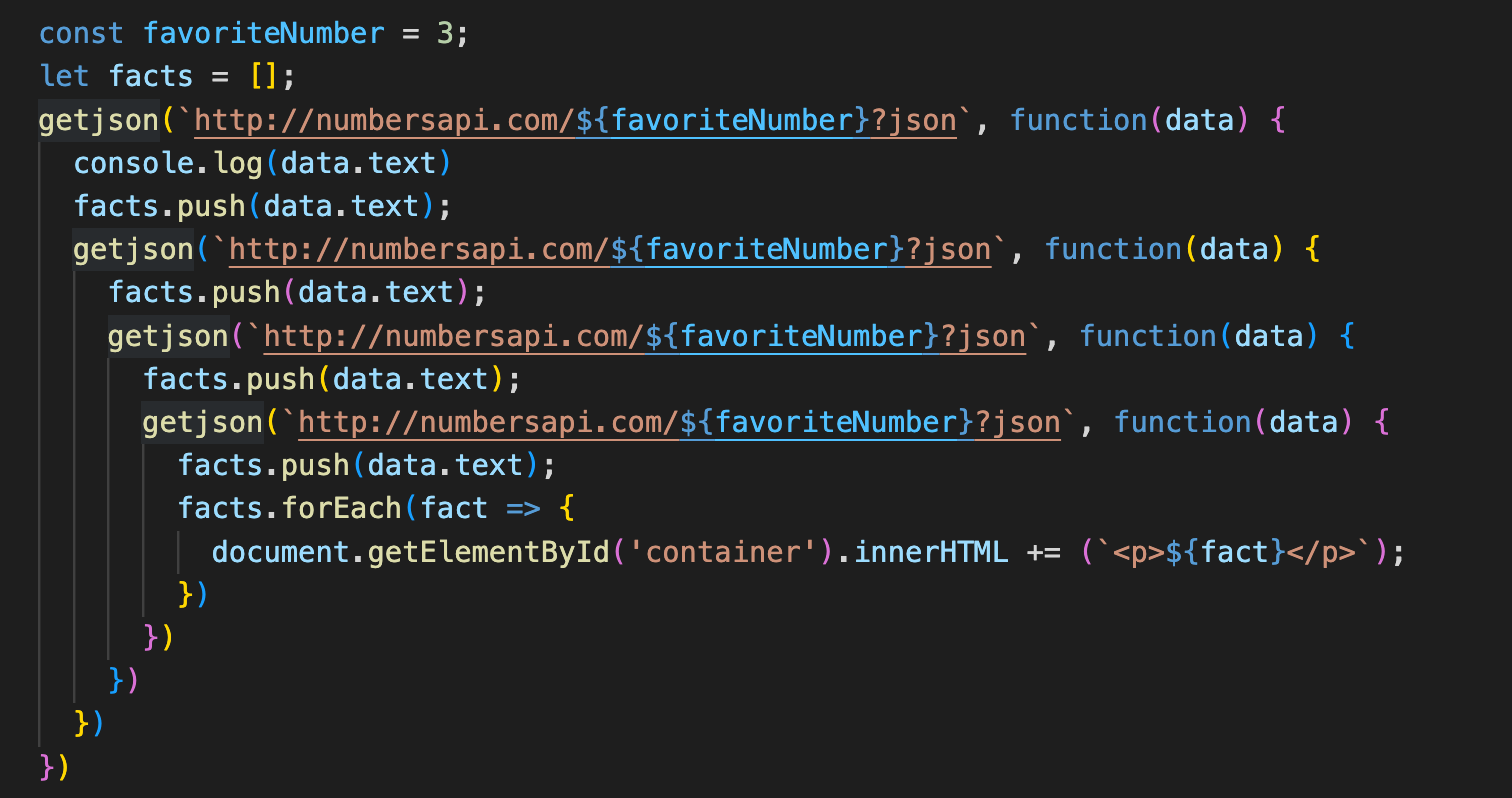 const favoriteNumber = 3;
let facts = [];
getjson(`http://numbersapi.com/${favoriteNumber}?json`, function(data) {
  console.log(data.text)
  facts.push(data.text);
  getjson(`http://numbersapi.com/${favoriteNumber}?json`, function(data) {
    facts.push(data.text);
    getjson(`http://numbersapi.com/${favoriteNumber}?json`, function(data) {
      facts.push(data.text);
      getjson(`http://numbersapi.com/${favoriteNumber}?json`, function(data) {
        facts.push(data.text);
        facts.forEach(fact => {
          document.getElementById('container').innerHTML += (`<p>${fact}</p>`);
        })
      })
    })
  })
})